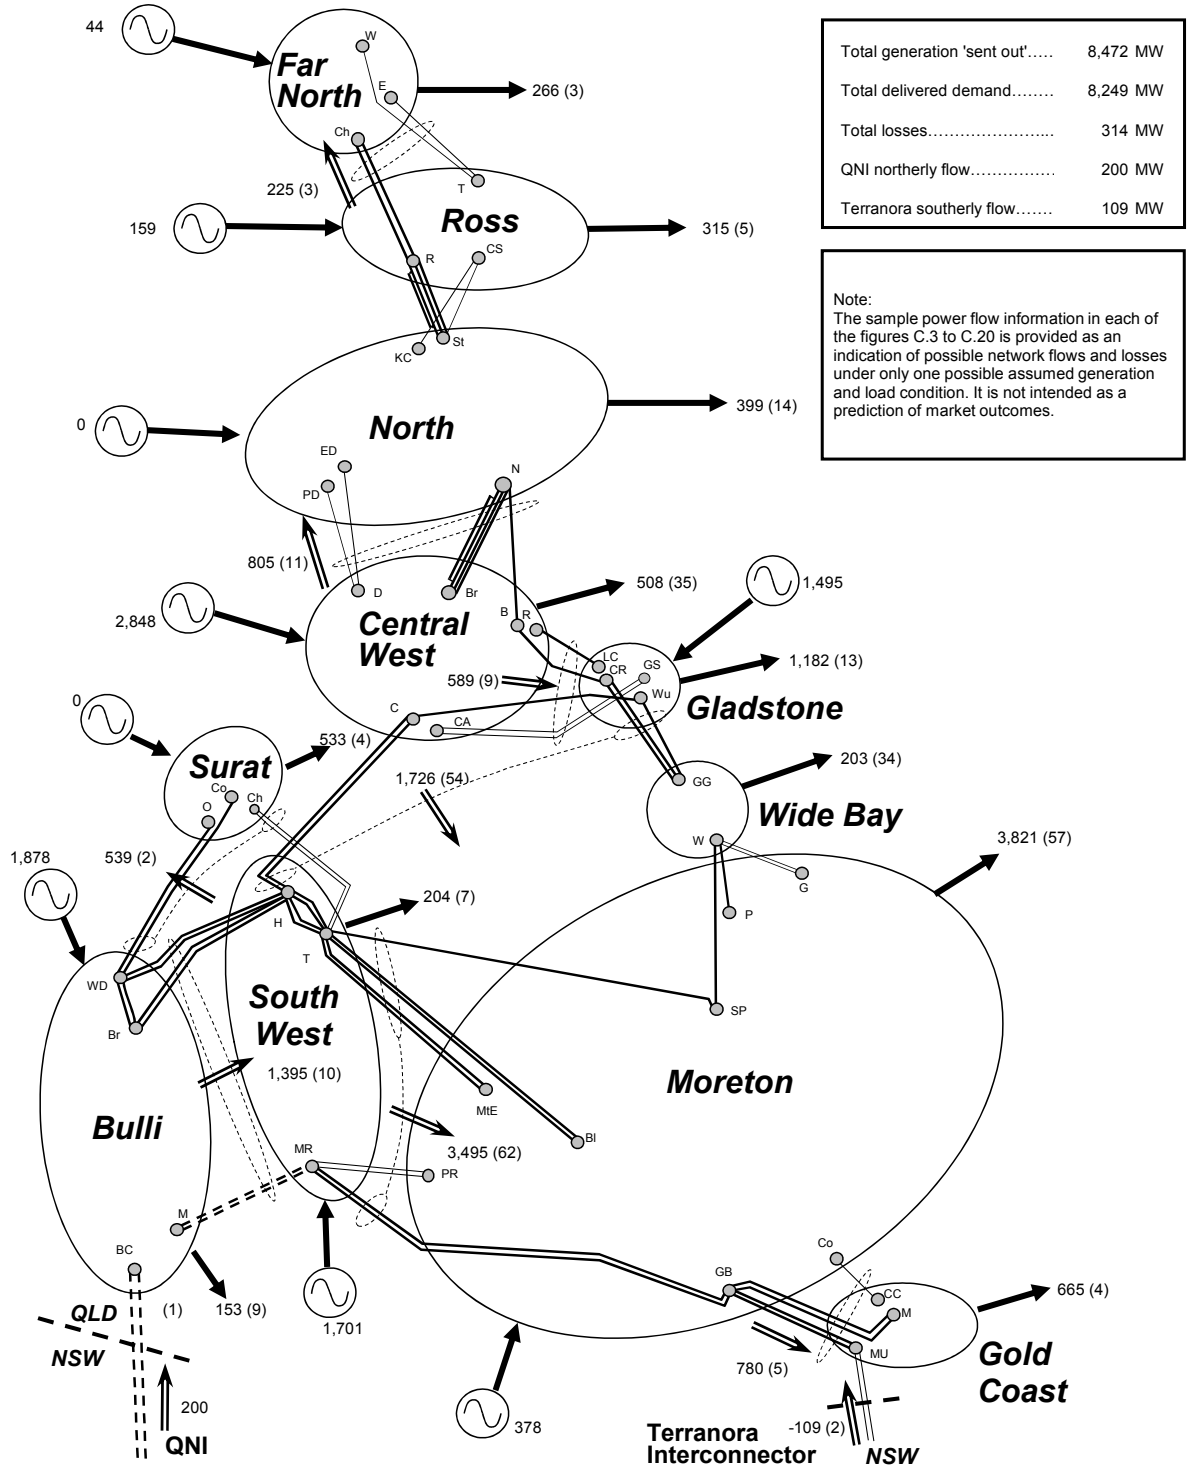 44
W
Far
North
E
Ch
266 (3)
225 (3)
T
159
Ross
315 (5)
R
CS
KC
St
0
North
399 (14)
ED
PD
N
805 (11)
D
Br
508 (35)
1,495
2,848
Central
West
B
R
LC
CR
GS
1,182 (13)
589 (9)
Wu
Gladstone
0
C
CA
533 (4)
Surat
Co
Ch
O
1,726 (54)
GG
203 (34)
Wide Bay
1,878
539 (2)
W
3,821 (57)
G
P
204 (7)
H
T
WD
Br
South
West
SP
1,395 (10)
Moreton
MtE
Bulli
Bl
3,495 (62)
MR
PR
M
BC
QLD
(1)
153 (9)
NSW
1,701
200
QNI
378
GB
Co
CC
M
665 (4)
MU
780 (5)
Gold
Coast
-109 (2)
Terranora
Interconnector
NSW
Total generation 'sent out'..... 8,472 MW
Total delivered demand........ 8,249 MW
Total losses........................ 314 MW
QNI northerly flow................ 200 MW
Terranora southerly flow....... 109 MW
Note:
The sample power flow information in each of
the figures C.3 to C.20 is provided as an
indication of possible network flows and losses
under only one possible assumed generation
and load condition. It is not intended as a
prediction of market outcomes.